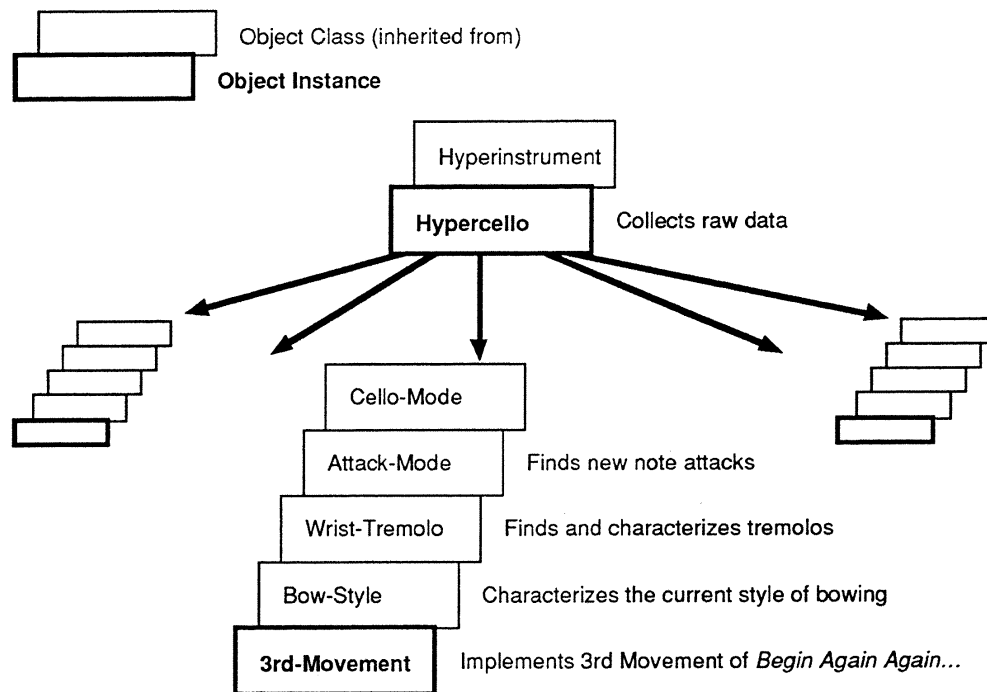 Object Class (inherited from)
Object Instance
Hyperinstrument
Hypercello
Collects raw data
Cello-Mode
Attack-Mode
Finds new note attacks
Wrist-Tremolo
Finds and characterizes tremolos
Bow-Style
Characterizes the current style of bowing
3rd-Movement
Implements 3rd Movement of Begin Again Again...